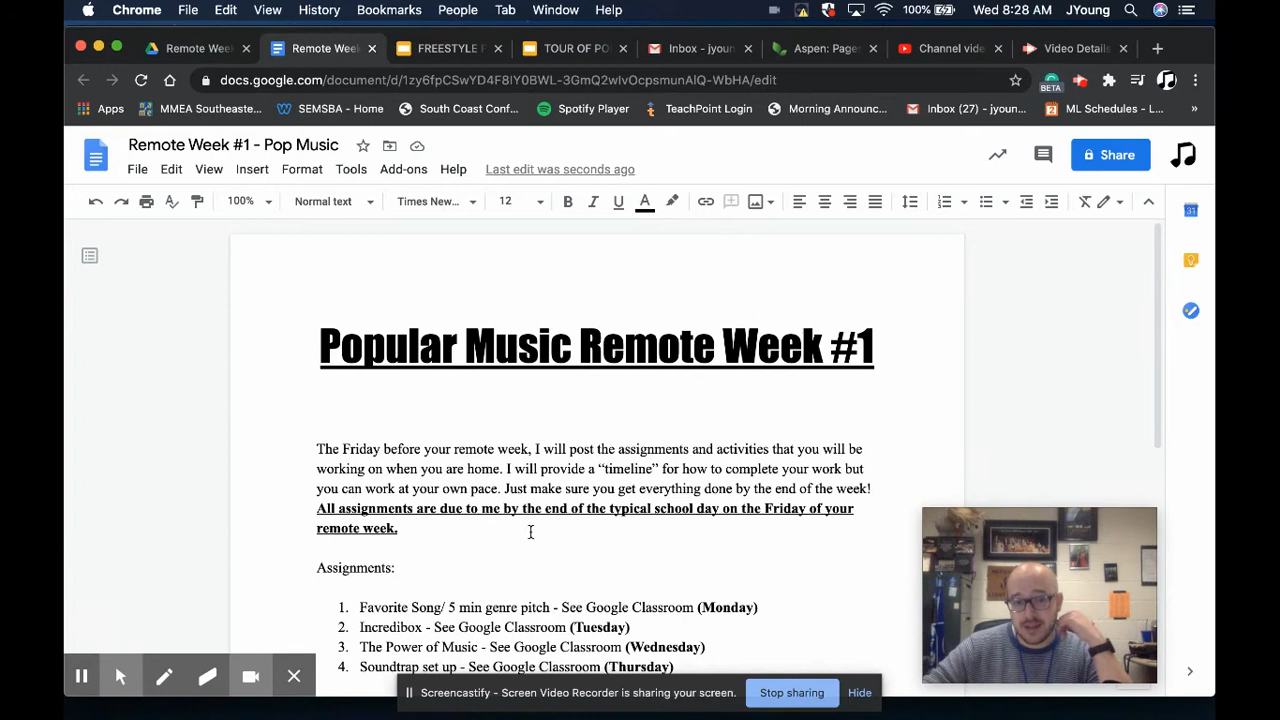 Chrome File Edit View History Bookmarks People Tab Window Help 100% Wed 8:28 AM JYoung
Remote Week Remote Week FREESTYLE P TOUR OF PO Inbox - jyoun Aspen: Page Channel video Video Details
docs.google.com/document/d/1zy6fpCSwYD4F8IY0BWL-3GmQ2wIvOcpsmunAlQ-WbHA/edit BETA
Apps MMEA Southeaste... SEMSBA - Home South Coast Conf... Spotify Player TeachPoint Login Morning Announc... Inbox (27) - jyoun... ML Schedules - L... »
Remote Week #1 - Pop Music
Share
File Edit View Insert Format Tools Add-ons Help Last edit was seconds ago
100% Normal text Times New... 12 B I U A
31
Popular Music Remote Week #1
The Friday before your remote week, I will post the assignments and activities that you will be
working on when you are home. I will provide a “timeline” for how to complete your work but
you can work at your own pace. Just make sure you get everything done by the end of the week!
All assignments are due to me by the end of the typical school day on the Friday of your
remote week.
Assignments:
1. Favorite Song/ 5 min genre pitch - See Google Classroom (Monday)
2. Incredibox - See Google Classroom (Tuesday)
3. The Power of Music - See Google Classroom (Wednesday)
4. Soundtrap set up - See Google Classroom (Thursday)
Screencastify - Screen Video Recorder is sharing your screen. Stop sharing Hide